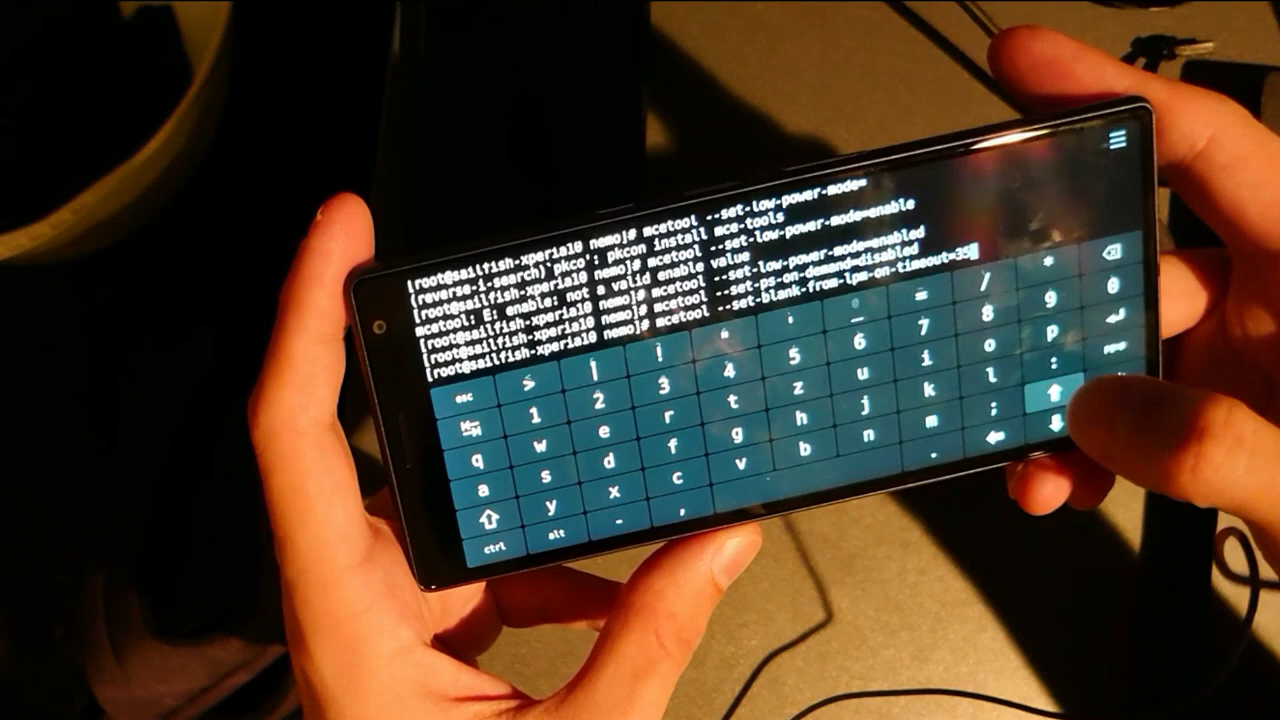 [root@sailfish-xperia10 nemo]# mcetool --set-low-power-mode=
(reverse-i-search)`pkco': pkcon install mce-tools
[root@sailfish-xperia10 nemo]# mcetool --set-low-power-mode=enable
mcetool: E: enable: not a valid enable value
[root@sailfish-xperia10 nemo]# mcetool --set-low-power-mode=enabled
[root@sailfish-xperia10 nemo]# mcetool --set-ps-on-demand=disabled
[root@sailfish-xperia10 nemo]# mcetool --set-blank-from-lpm-on-timeout=35
esc > | ! " ' _ = / *
1 2 3 4 5 6 7 8 9 0
q w e r t z u i o p
a s d f g h j k l :
y x c v b n m ;
ctrl alt - , .